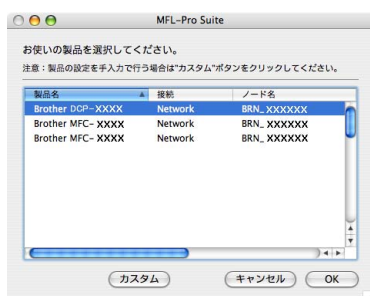 MFL-Pro Suite
お使いの製品を選択してください。
注意：製品の設定を手入力で行う場合は"カスタム"ボタンをクリックしてください。
製品名 接続 ノード名
Brother DCP-XXXX Network BRN_XXXXXX
Brother MFC- XXXX Network BRN_ XXXXXX
Brother MFC- XXXX Network BRN_ XXXXXX
カスタム キャンセル OK